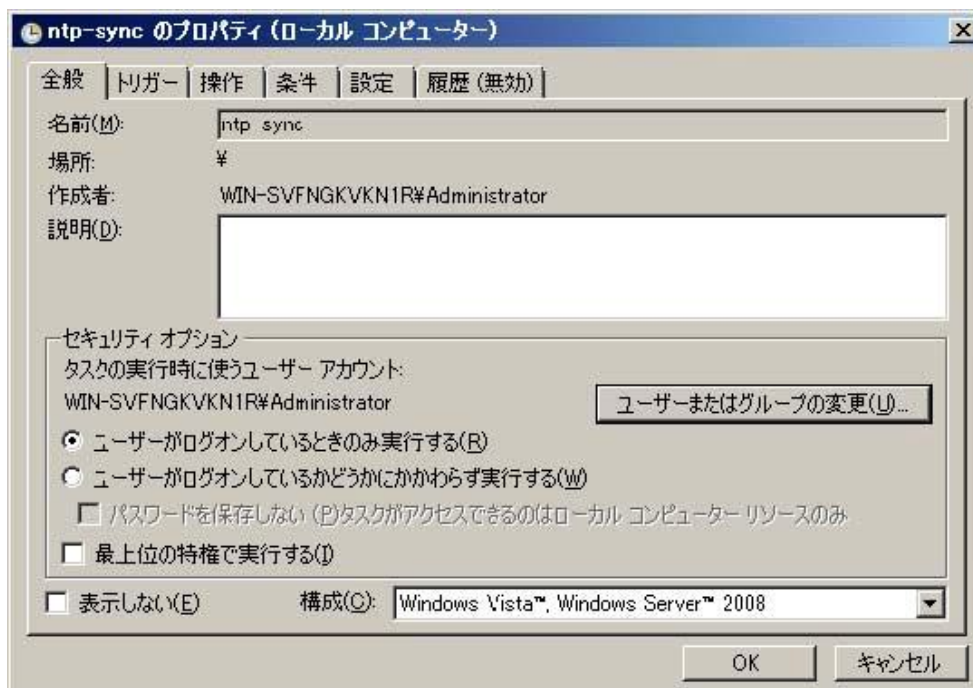 ntp-sync のプロパティ (ローカル コンピューター)
全般 トリガー 操作 条件 設定 履歴 (無効)
名前(M): ntp sync
場所: ¥
作成者: WIN-SVFNGKVKN1R¥Administrator
説明(D):
セキュリティ オプション
タスクの実行時に使うユーザー アカウント:
WIN-SVFNGKVKN1R¥Administrator ユーザーまたはグループの変更(U)...
ユーザーがログオンしているときのみ実行する(R)
ユーザーがログオンしているかどうかにかかわらず実行する(W)
パスワードを保存しない (P)タスクがアクセスできるのはローカル コンピューター リソースのみ
最上位の特権で実行する(I)
表示しない(E) 構成(C): Windows Vista™, Windows Server™ 2008
OK キャンセル